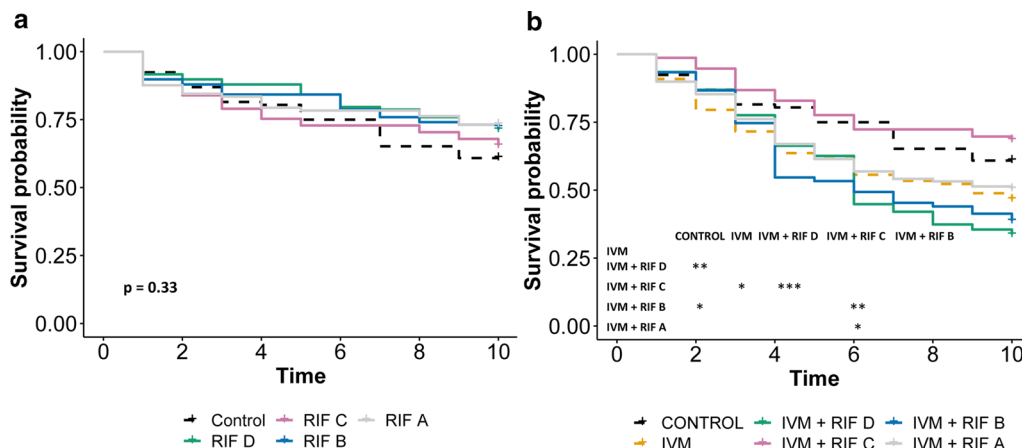 a
Survival probability
1.00
0.75
0.50
0.25
0.00
p = 0.33
0 2 4 6 8 10
Time
Control RIF C RIF A
RIF D RIF B
b
Survival probability
1.00
0.75
0.50
0.25
0.00
CONTROL IVM IVM + RIF D IVM + RIF C IVM + RIF B
IVM
IVM + RIF D **
IVM + RIF C * ***
IVM + RIF B * **
IVM + RIF A *
0 2 4 6 8 10
Time
CONTROL IVM + RIF D IVM + RIF B
IVM IVM + RIF C IVM + RIF A